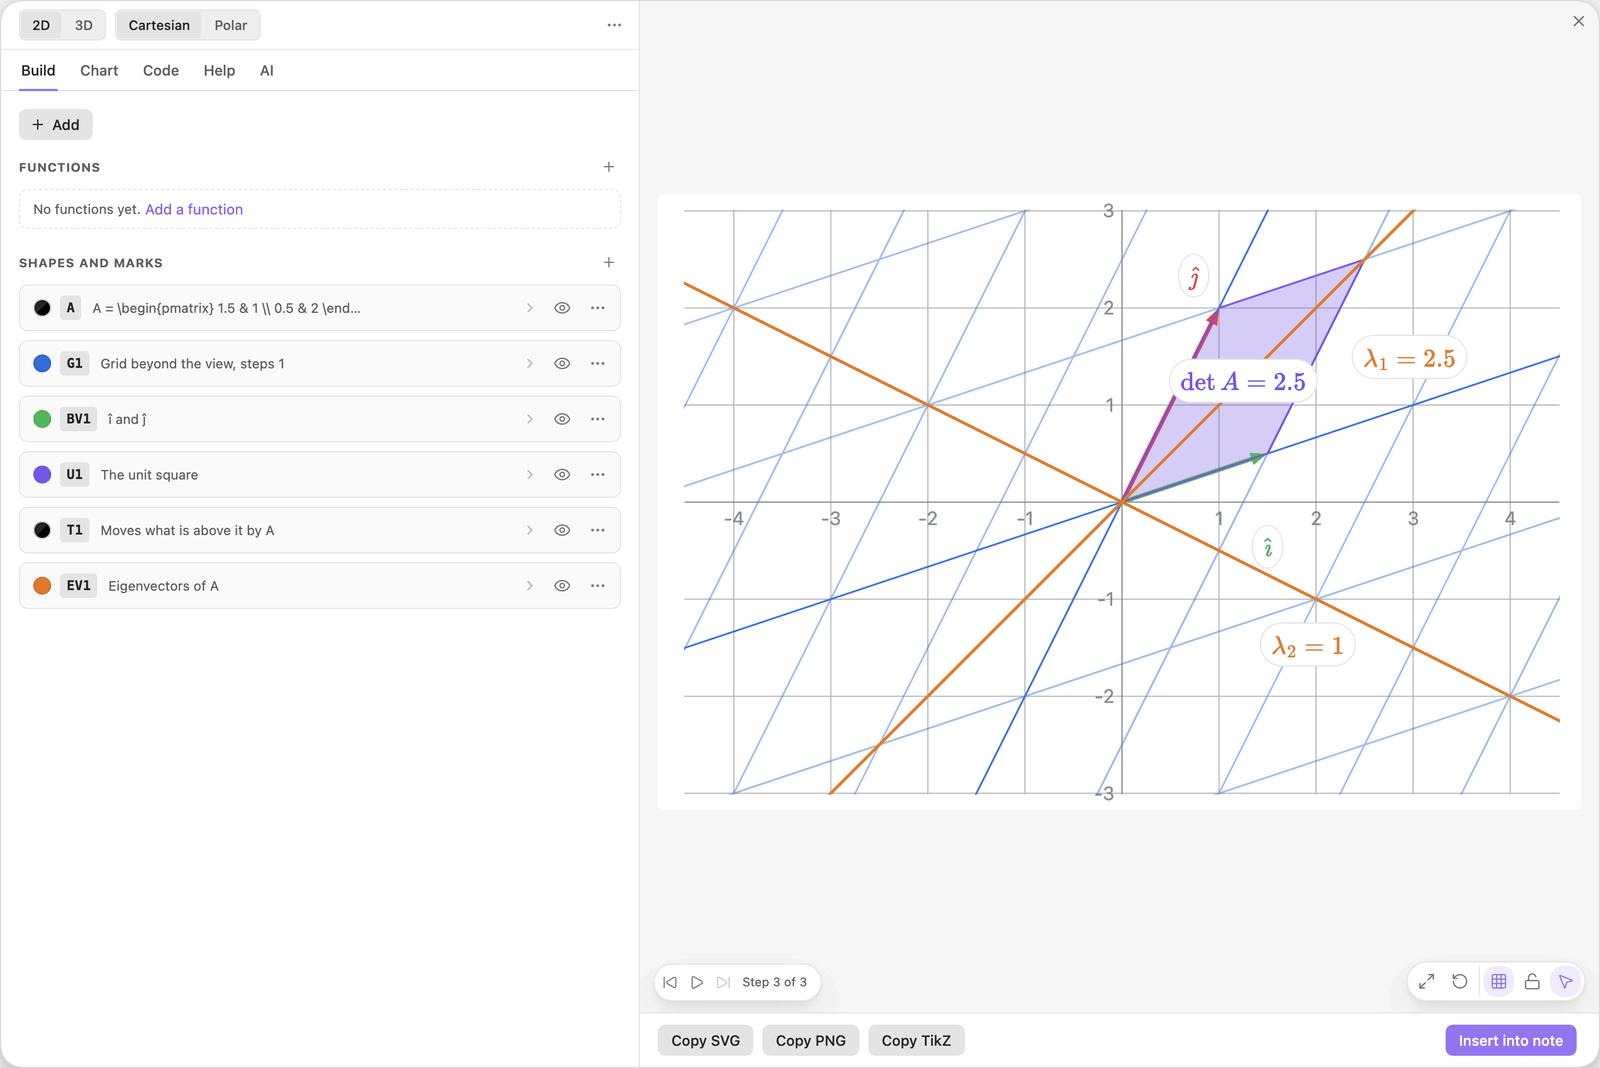 2D 3D Cartesian Polar
Build Chart Code Help AI
+ Add
FUNCTIONS
No functions yet. Add a function
SHAPES AND MARKS
A A = \begin{pmatrix} 1.5 & 1 \\ 0.5 & 2 \end...
G1 Grid beyond the view, steps 1
BV1 î and ĵ
U1 The unit square
T1 Moves what is above it by A
EV1 Eigenvectors of A
3
ĵ
2
λ₁ = 2.5
det A = 2.5
1
-4 -3 -2 -1 1 2 3 4
î
-1
λ₂ = 1
-2
-3
Step 3 of 3
Copy SVG Copy PNG Copy TikZ Insert into note